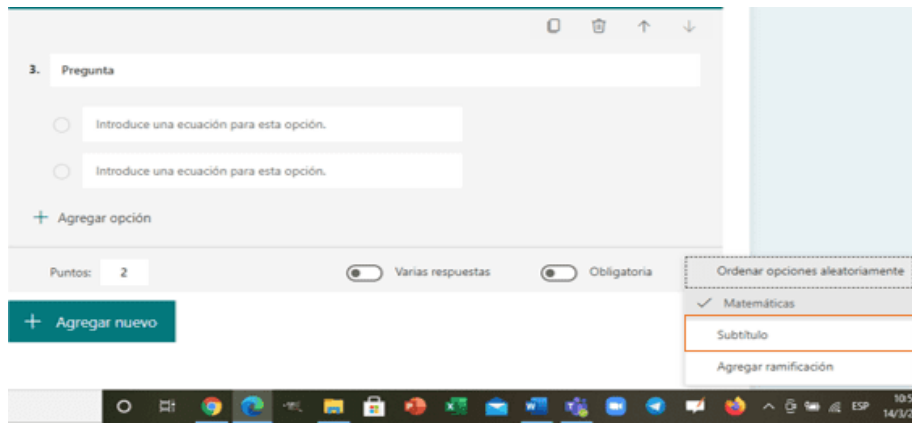 3. Pregunta
Introduce una ecuación para esta opción.
Introduce una ecuación para esta opción.
+ Agregar opción
Puntos: 2 Varias respuestas Obligatoria
Ordenar opciones aleatoriamente
Matemáticas
Subtítulo
Agregar ramificación
+ Agregar nuevo
ESP